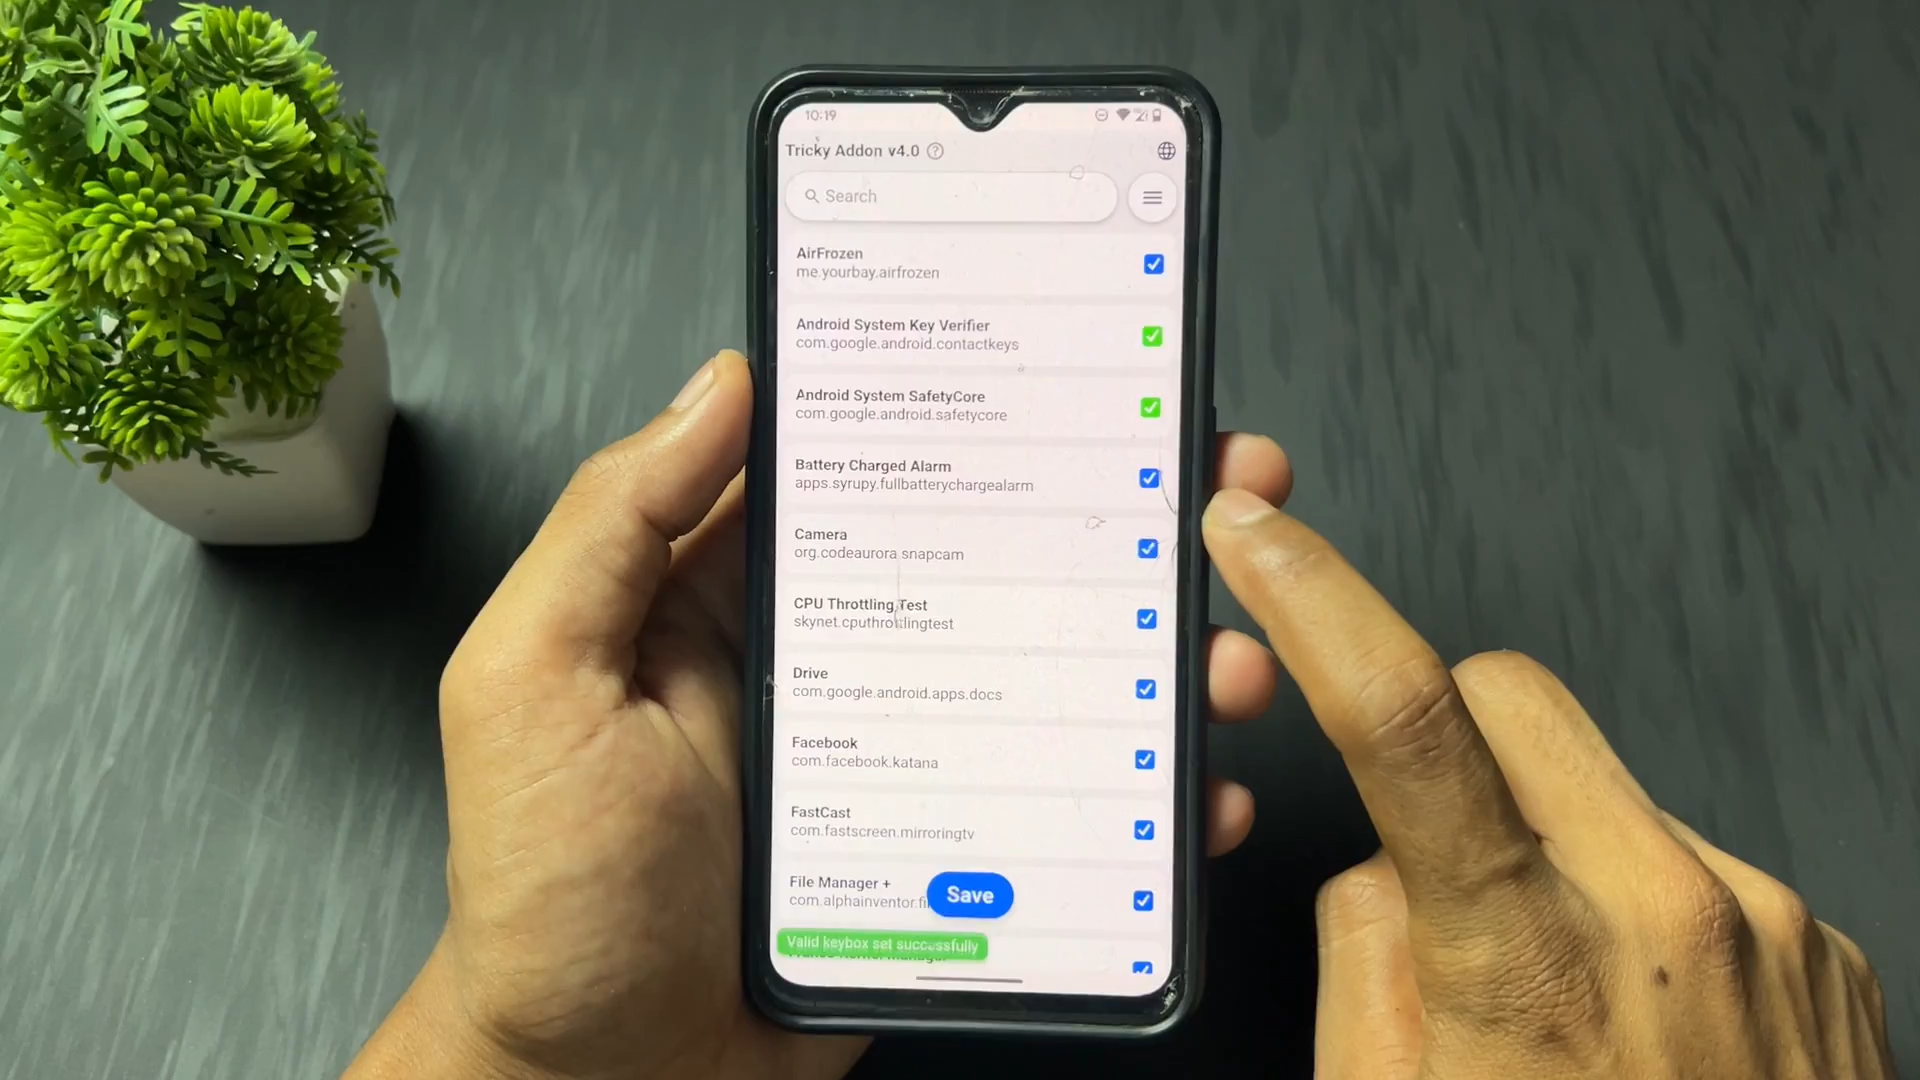 10:19
Tricky Addon v4.0
Search
AirFrozen
me.yourbay.airfrozen
Android System Key Verifier
com.google.android.contactkeys
Android System SafetyCore
com.google.android.safetycore
Battery Charged Alarm
apps.syrupy.fullbatterychargealarm
Camera
org.codeaurora.snapcam
CPU Throttling Test
skynet.cputhrottlingtest
Drive
com.google.android.apps.docs
Facebook
com.facebook.katana
FastCast
com.fastscreen.mirroringtv
File Manager +
com.alphainventor.fi
Save
Valid keybox set successfully